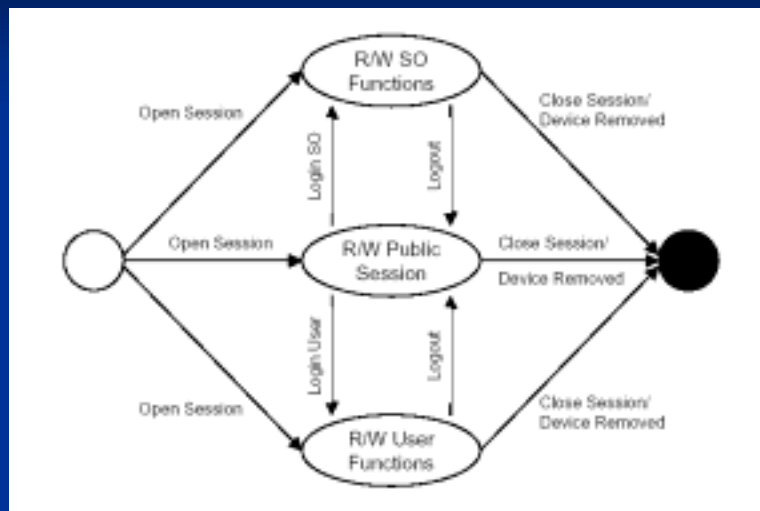 R/W SO
Functions
Open Session
Close Session/
Device Removed
Login SO
Logout
Open Session
R/W Public
Session
Close Session/
Device Removed
Login User
Logout
Open Session
Close Session/
Device Removed
R/W User
Functions